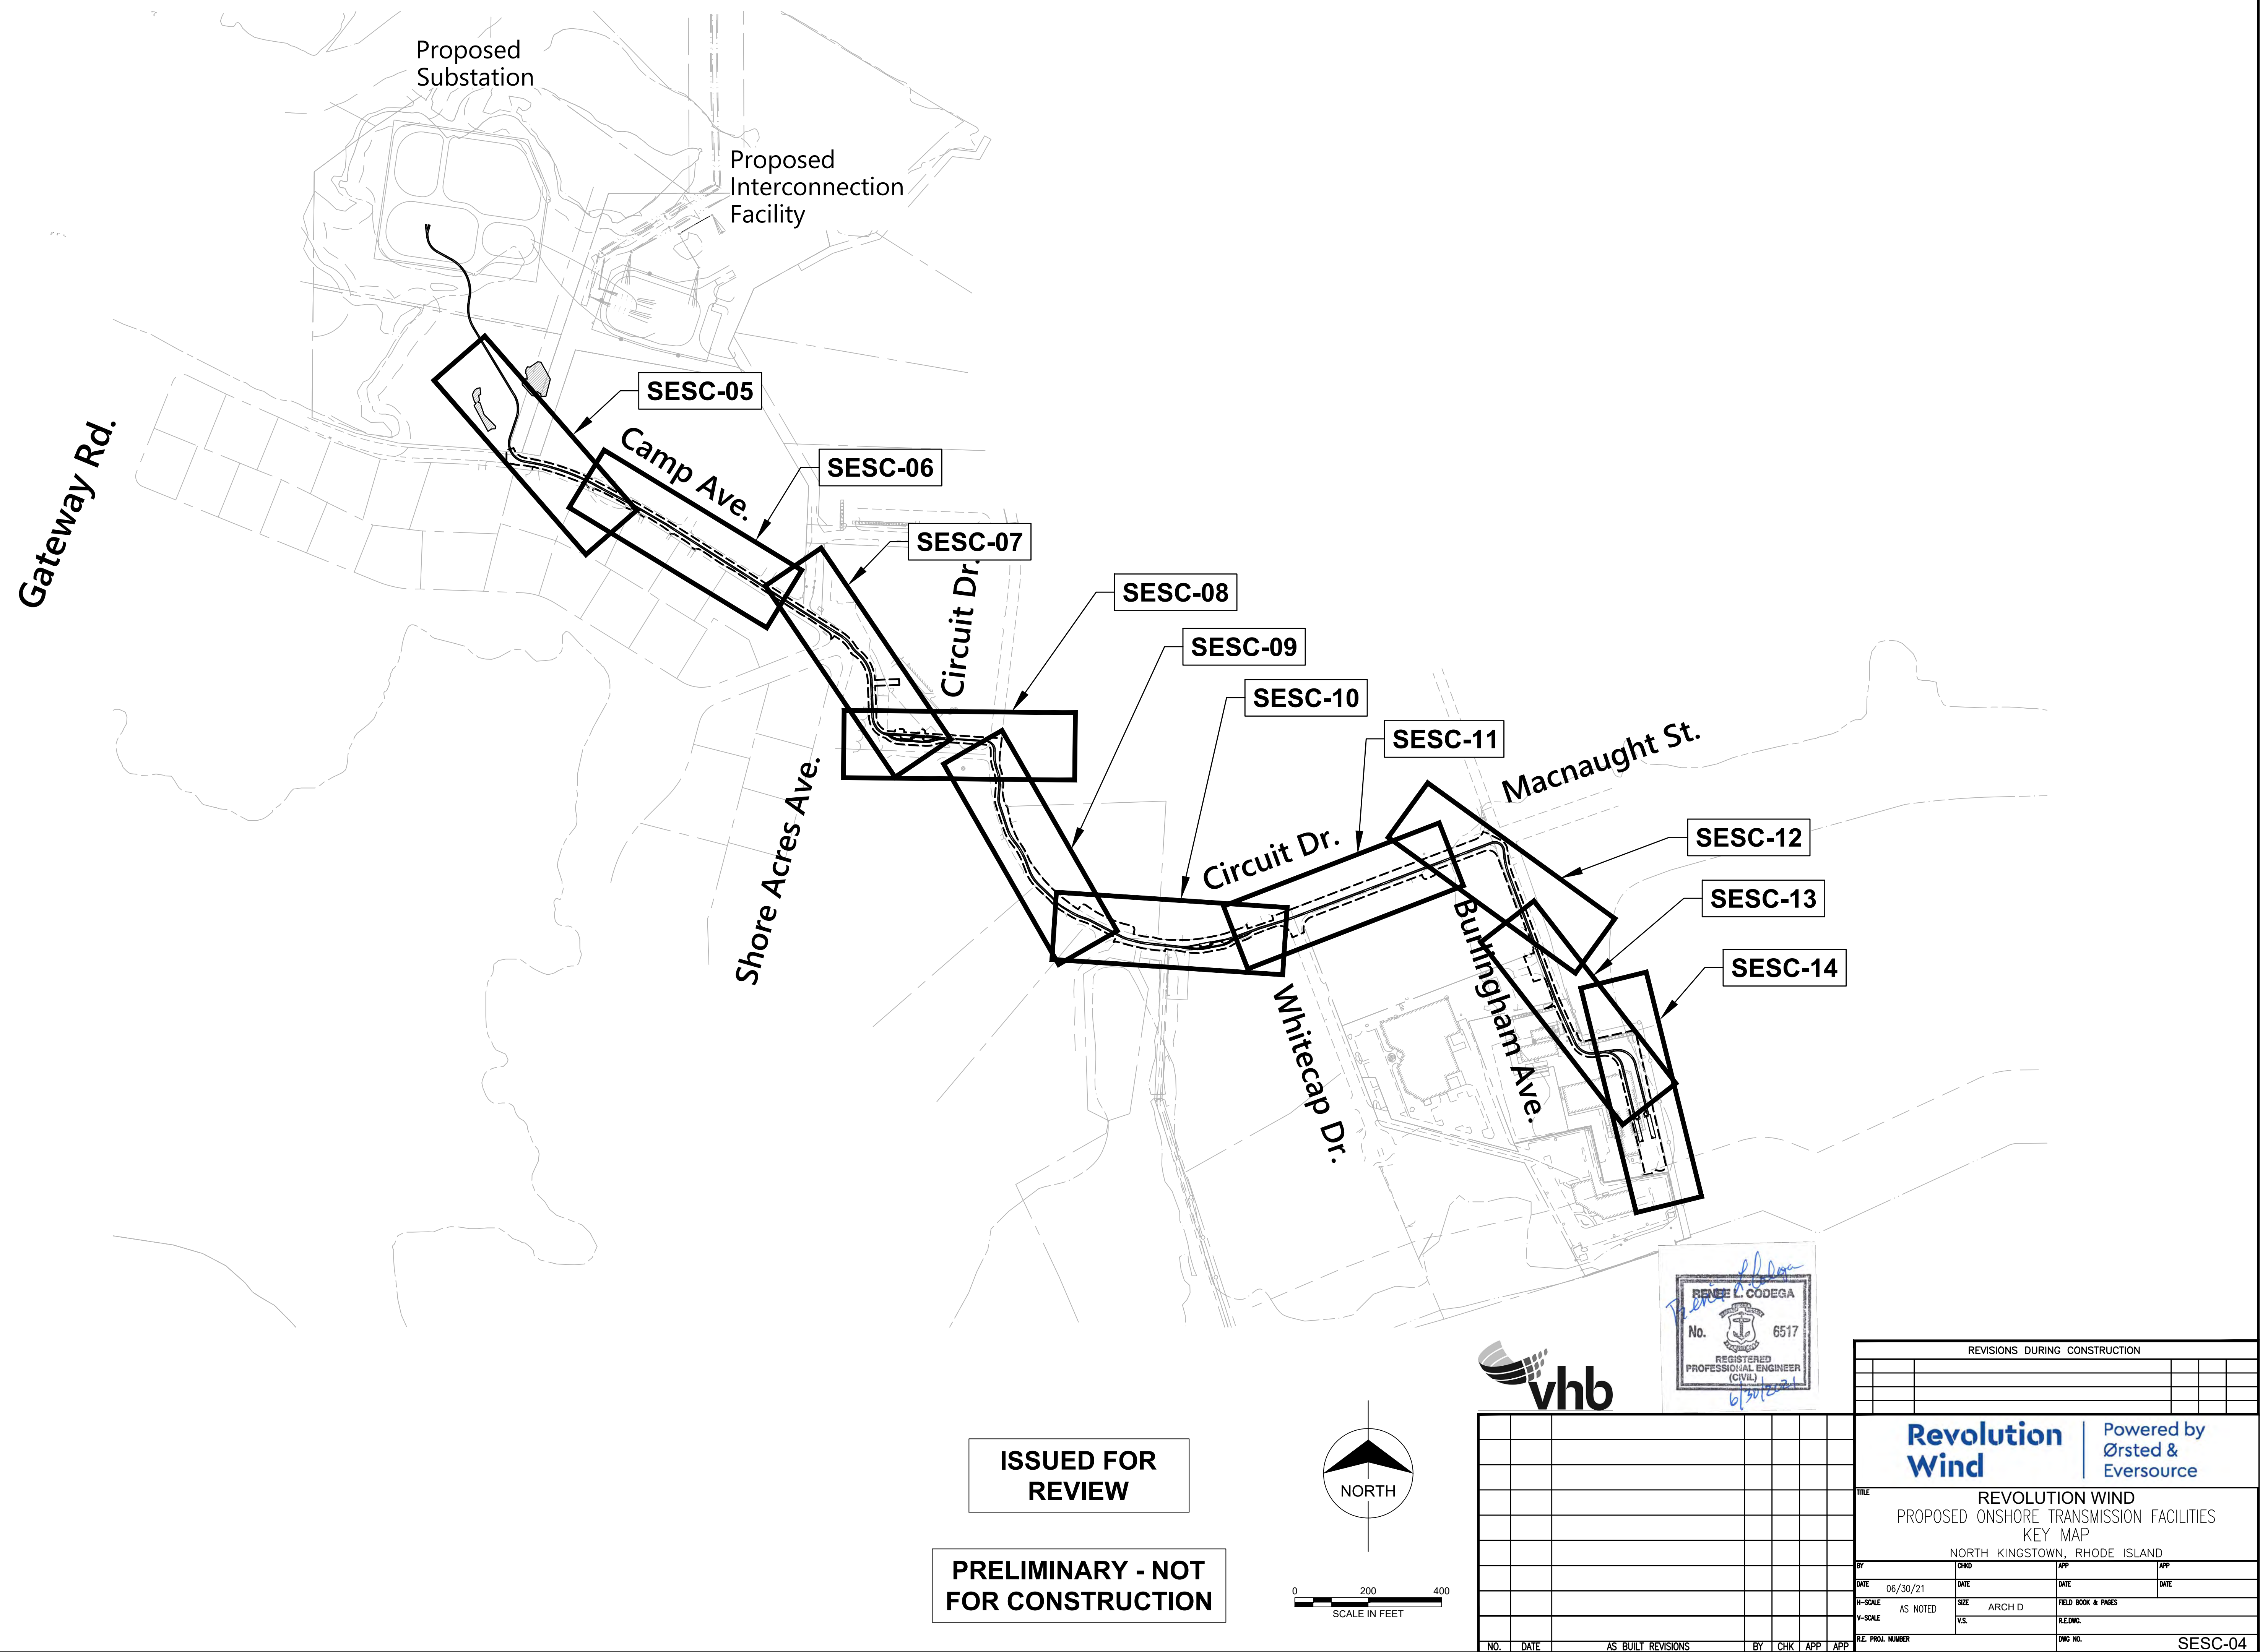 Proposed
Substation
Proposed
Interconnection
Facility
SESC-05
Camp Ave.
SESC-06
Gateway Rd.
SESC-07
Circuit Dr.
SESC-08
SESC-09
SESC-10
SESC-11
Macnaught St.
Shore Acres Ave.
Circuit Dr.
SESC-12
SESC-13
Burlingham Ave.
SESC-14
Whitecap Dr.
Renée L. Codega
RENEE L. CODEGA
No. 6517
REGISTERED
PROFESSIONAL ENGINEER
(CIVIL)
6/30/2021
vhb
REVISIONS DURING CONSTRUCTION
ISSUED FOR
REVIEW
NORTH
PRELIMINARY - NOT
FOR CONSTRUCTION
0 200 400
SCALE IN FEET
Revolution
Wind
Powered by
Ørsted &
Eversource
TITLE
REVOLUTION WIND
PROPOSED ONSHORE TRANSMISSION FACILITIES
KEY MAP
NORTH KINGSTOWN, RHODE ISLAND
BY CHKD APP APP
DATE 06/30/21 DATE DATE DATE
H-SCALE AS NOTED SIZE ARCH D FIELD BOOK & PAGES
V-SCALE V.S. R.E.DWG.
R.E. PROJ. NUMBER DWG NO. SESC-04
NO. DATE AS BUILT REVISIONS BY CHK APP APP